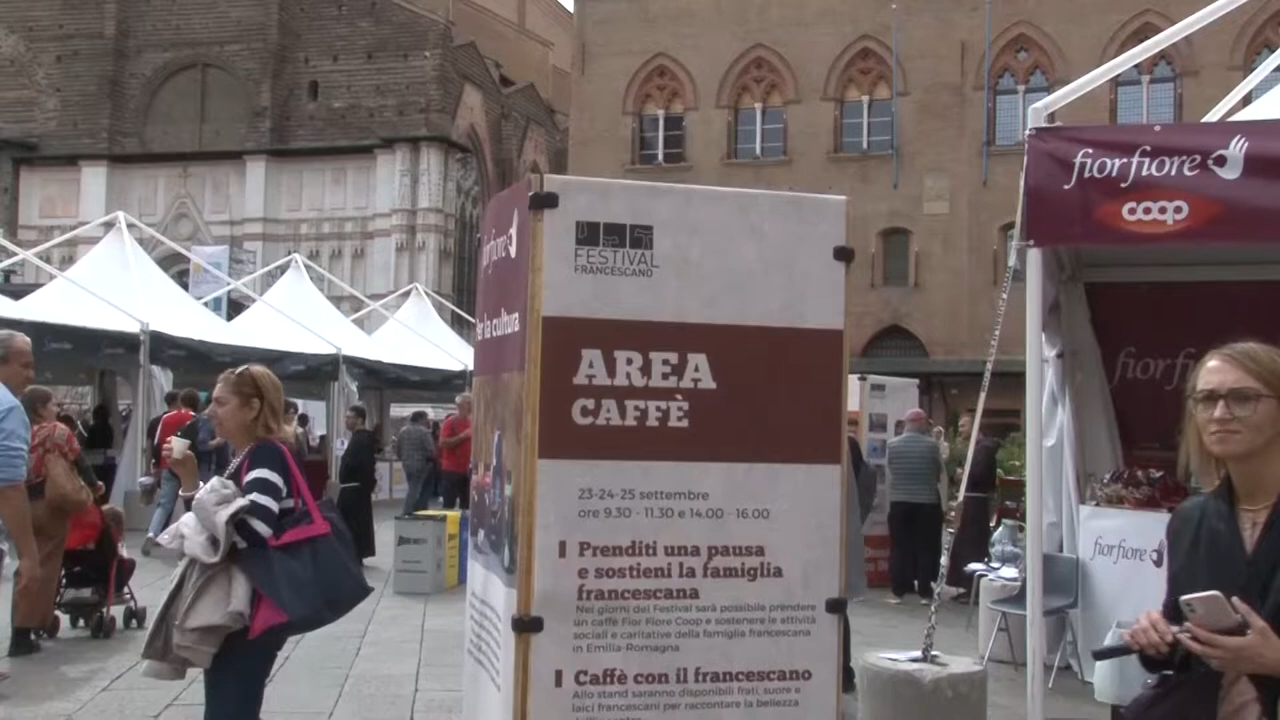 FESTIVAL
FRANCESCANO
AREA
CAFFÈ
23-24-25 settembre
ore 9.30 - 11.30 e 14.00 - 16.00
Prenditi una pausa
e sostieni la famiglia
francescana
Nei giorni del Festival sarà possibile prendere
un caffé Fior Fiore Coop e sostenere le attività
sociali e caritative della famiglia francescana
in Emilia-Romagna
Caffè con il francescano
Allo stand saranno disponibili frati, suore e
laici francescani per raccontare la bellezza
fiorfiore
Per la cultura
fiorfiore
coop
fiorf
fiorfiore